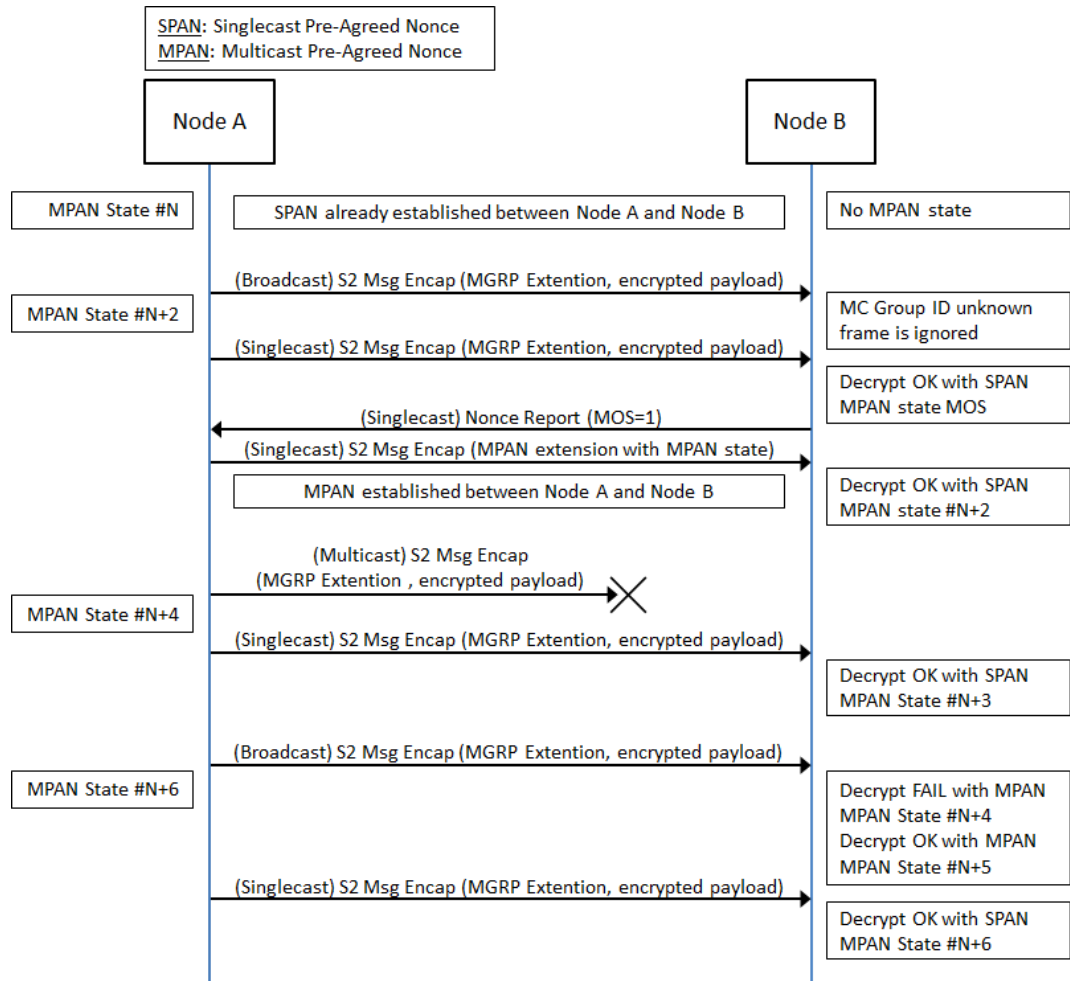 SPAN: Singlecast Pre-Agreed Nonce
MPAN: Multicast Pre-Agreed Nonce
Node A
Node B
MPAN State #N
SPAN already established between Node A and Node B
No MPAN state
(Broadcast) S2 Msg Encap (MGRP Extention, encrypted payload)
MPAN State #N+2
MC Group ID unknown
frame is ignored
(Singlecast) S2 Msg Encap (MGRP Extention, encrypted payload)
Decrypt OK with SPAN
MPAN state MOS
(Singlecast) Nonce Report (MOS=1)
(Singlecast) S2 Msg Encap (MPAN extension with MPAN state)
MPAN established between Node A and Node B
Decrypt OK with SPAN
MPAN state #N+2
(Multicast) S2 Msg Encap
(MGRP Extention , encrypted payload)
MPAN State #N+4
(Singlecast) S2 Msg Encap (MGRP Extention, encrypted payload)
Decrypt OK with SPAN
MPAN State #N+3
(Broadcast) S2 Msg Encap (MGRP Extention, encrypted payload)
MPAN State #N+6
Decrypt FAIL with MPAN
MPAN State #N+4
Decrypt OK with MPAN
MPAN State #N+5
(Singlecast) S2 Msg Encap (MGRP Extention, encrypted payload)
Decrypt OK with SPAN
MPAN State #N+6